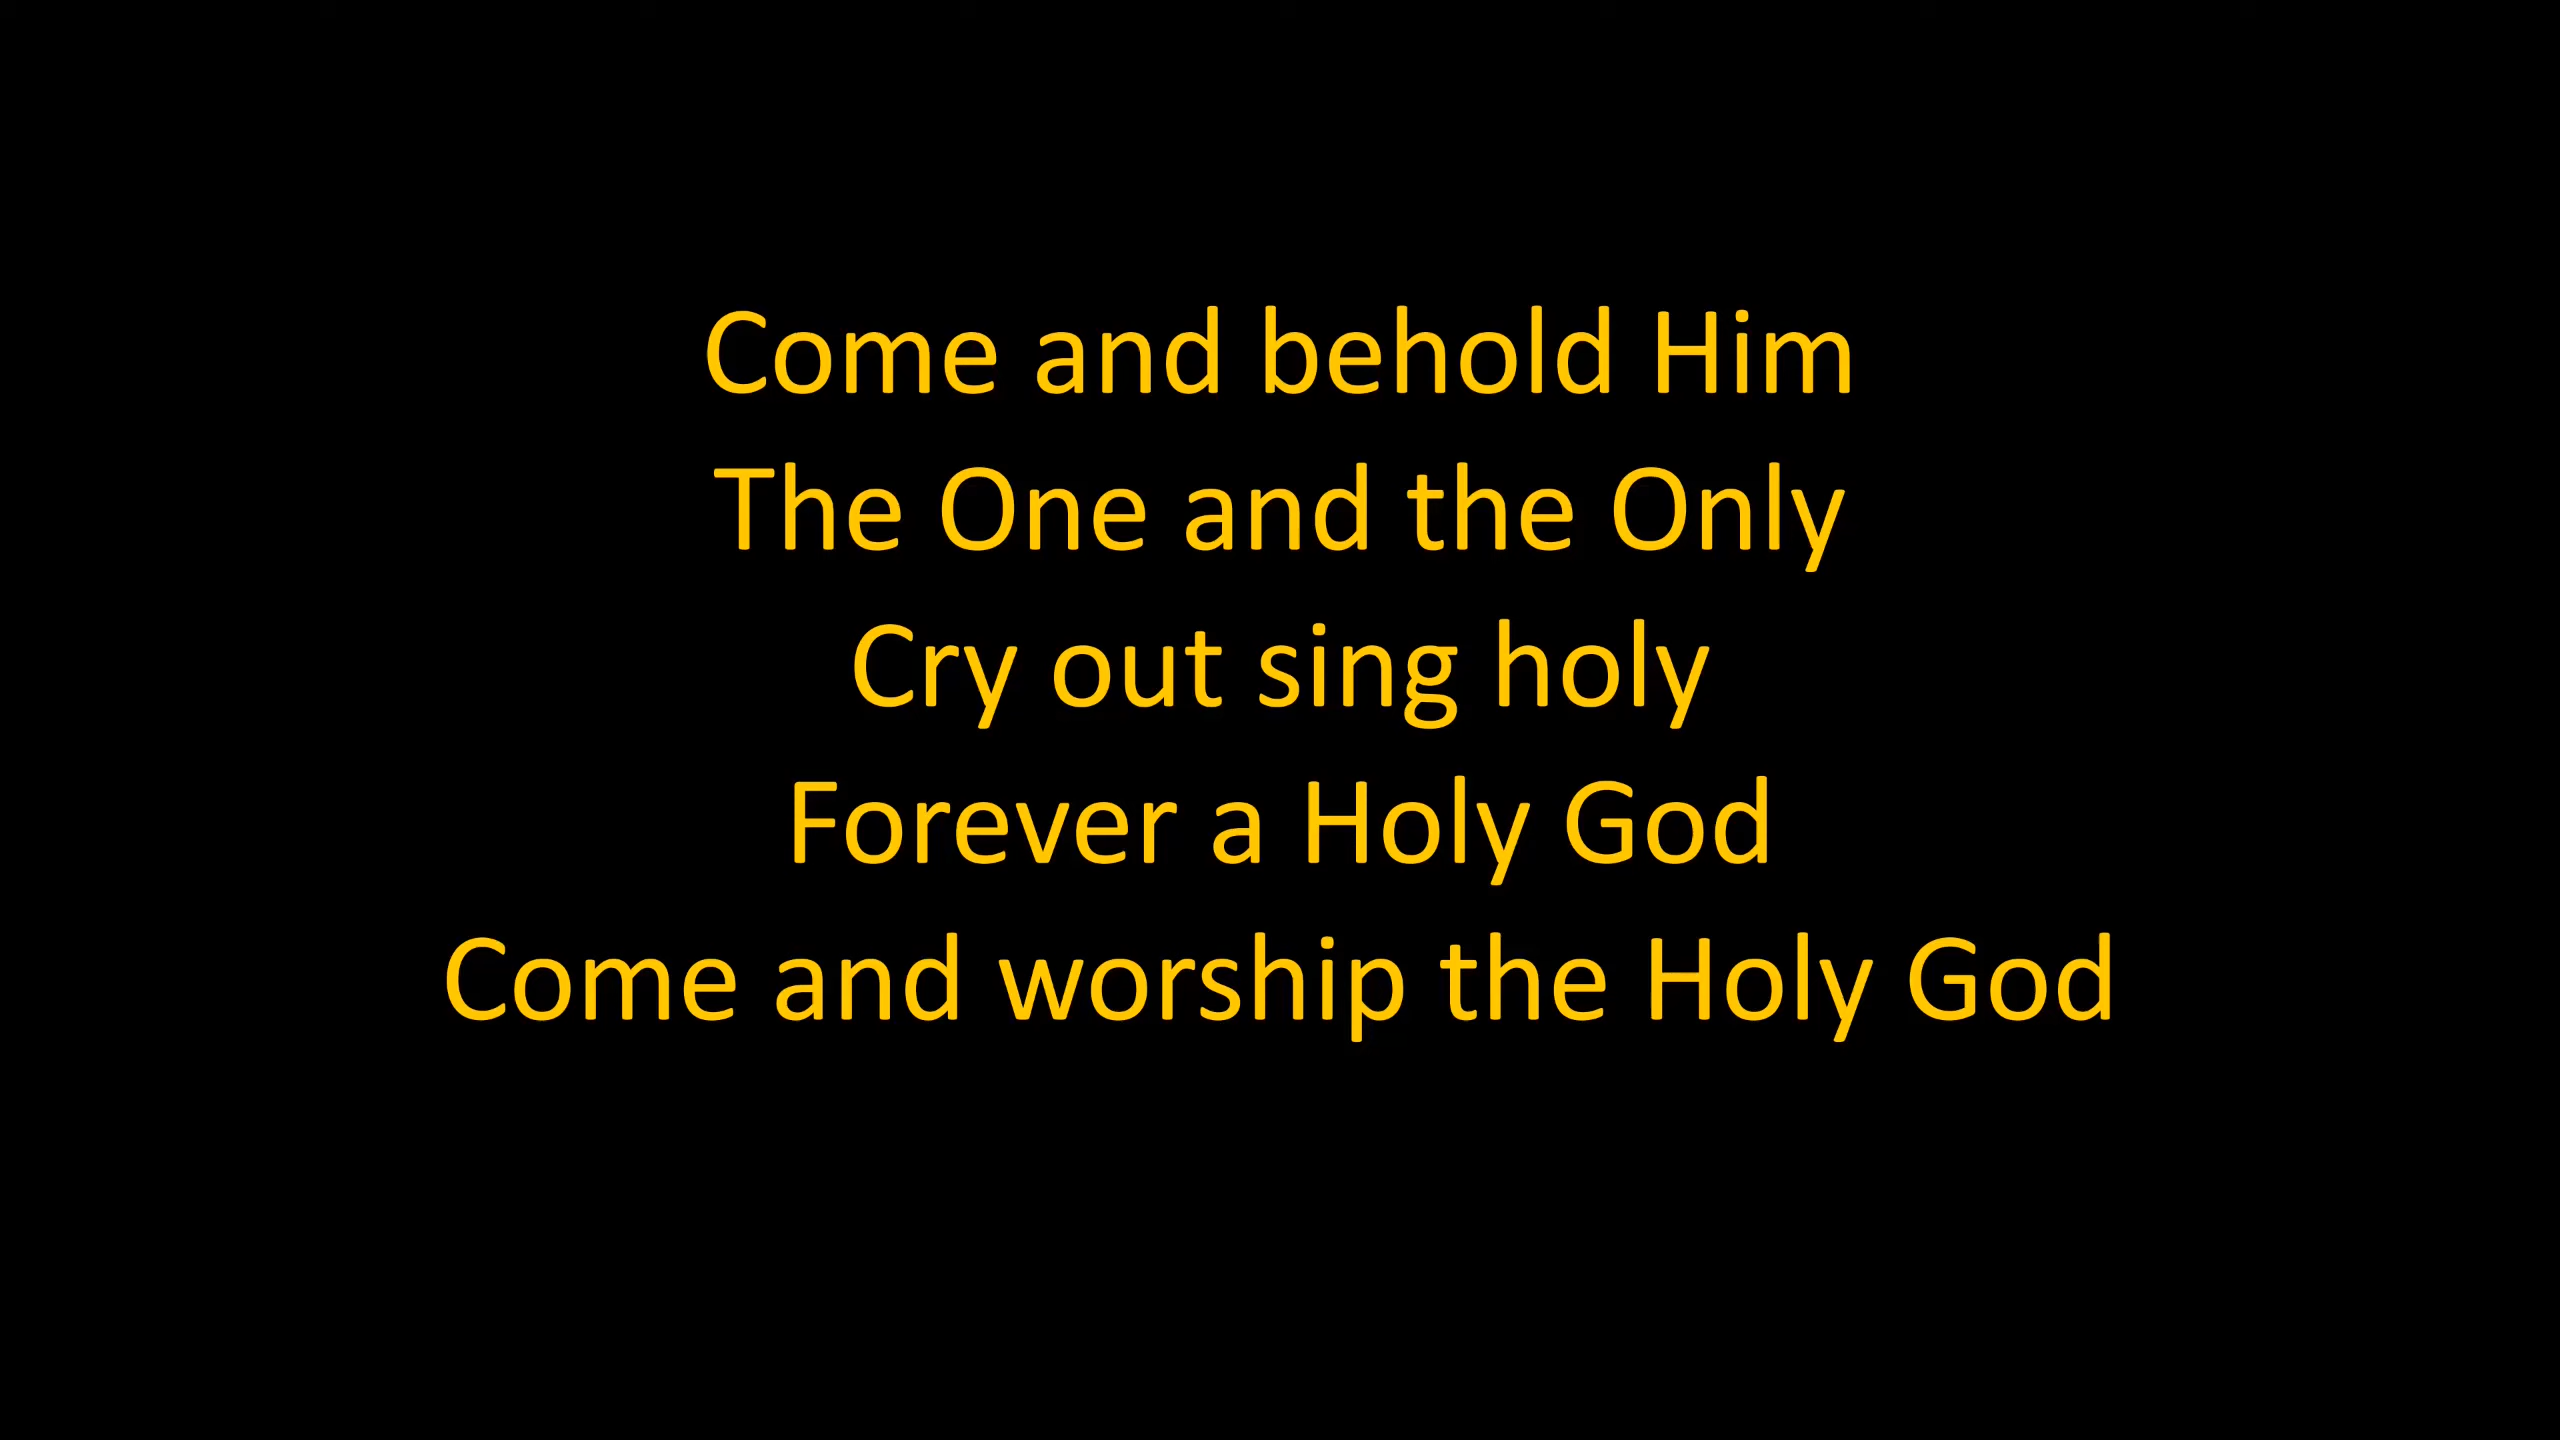 Come and behold Him
The One and the Only
Cry out sing holy
Forever a Holy God
Come and worship the Holy God